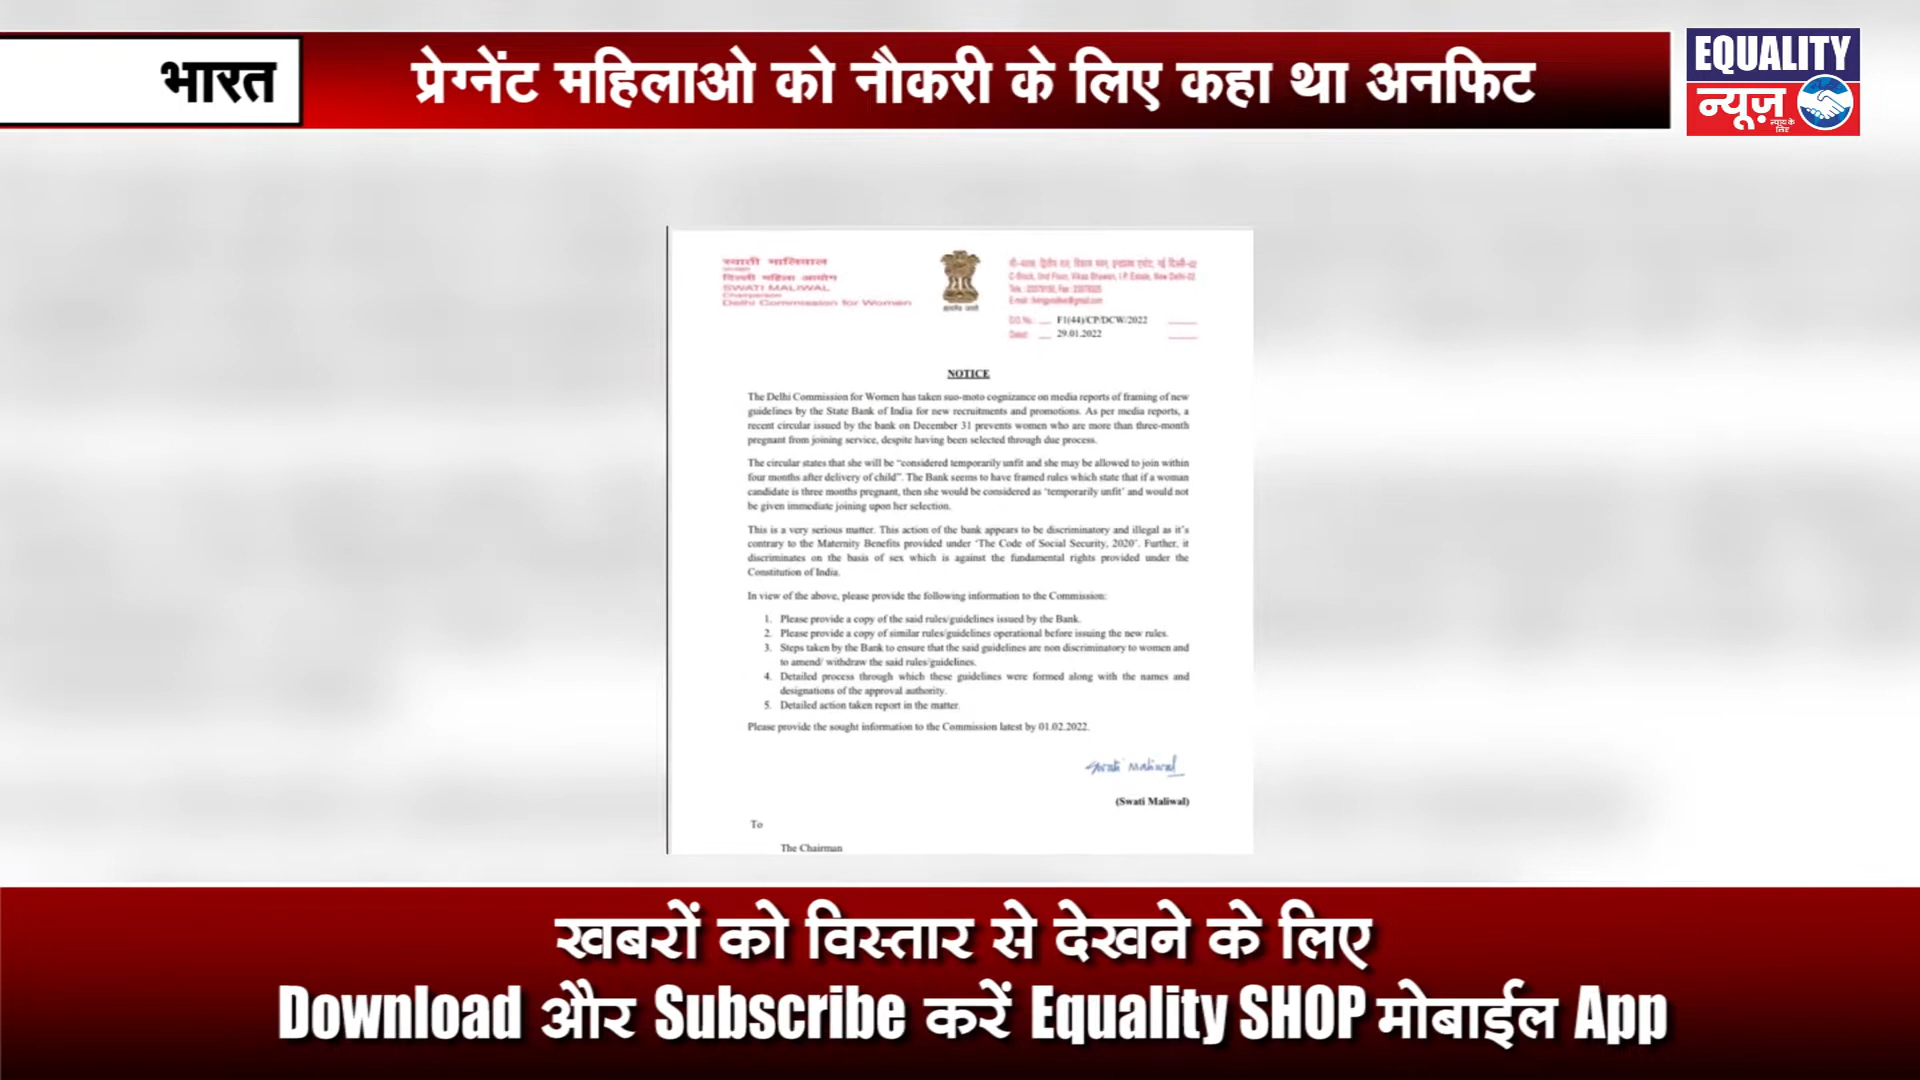 भारत
प्रेग्नेंट महिलाओ को नौकरी के लिए कहा था अनफिट
EQUALITY
न्यूज़
न्याय के
लिए
स्वाती मालिवाल
दिल्ली महिला आयोग
SWATI MALIWAL
Chairperson
Delhi Commission for Women
C-Block, IInd Floor, Vikas Bhawan, I.P. Estate, New Delhi-02
D.O. No. F1(44)/CP/DCW/2022
Dated 29.01.2022
NOTICE
The Delhi Commission for Women has taken suo-moto cognizance on media reports of framing of new
guidelines by the State Bank of India for new recruitments and promotions. As per media reports, a
recent circular issued by the bank on December 31 prevents women who are more than three-month
pregnant from joining service, despite having been selected through due process.
The circular states that she will be "considered temporarily unfit and she may be allowed to join within
four months after delivery of child". The Bank seems to have framed rules which state that if a woman
candidate is three months pregnant, then she would be considered as 'temporarily unfit' and would not
be given immediate joining upon her selection.
This is a very serious matter. This action of the bank appears to be discriminatory and illegal as it's
contrary to the Maternity Benefits provided under 'The Code of Social Security, 2020'. Further, it
discriminates on the basis of sex which is against the fundamental rights provided under the
Constitution of India.
In view of the above, please provide the following information to the Commission:
1. Please provide a copy of the said rules/guidelines issued by the Bank.
2. Please provide a copy of similar rules/guidelines operational before issuing the new rules.
3. Steps taken by the Bank to ensure that the said guidelines are non discriminatory to women and
to amend/ withdraw the said rules/guidelines.
4. Detailed process through which these guidelines were formed along with the names and
designations of the approval authority.
5. Detailed action taken report in the matter.
Please provide the sought information to the Commission latest by 01.02.2022.
Swati Maliwal
(Swati Maliwal)
To
The Chairman
खबरों को विस्तार से देखने के लिए
Download और Subscribe करें Equality SHOP मोबाईल App